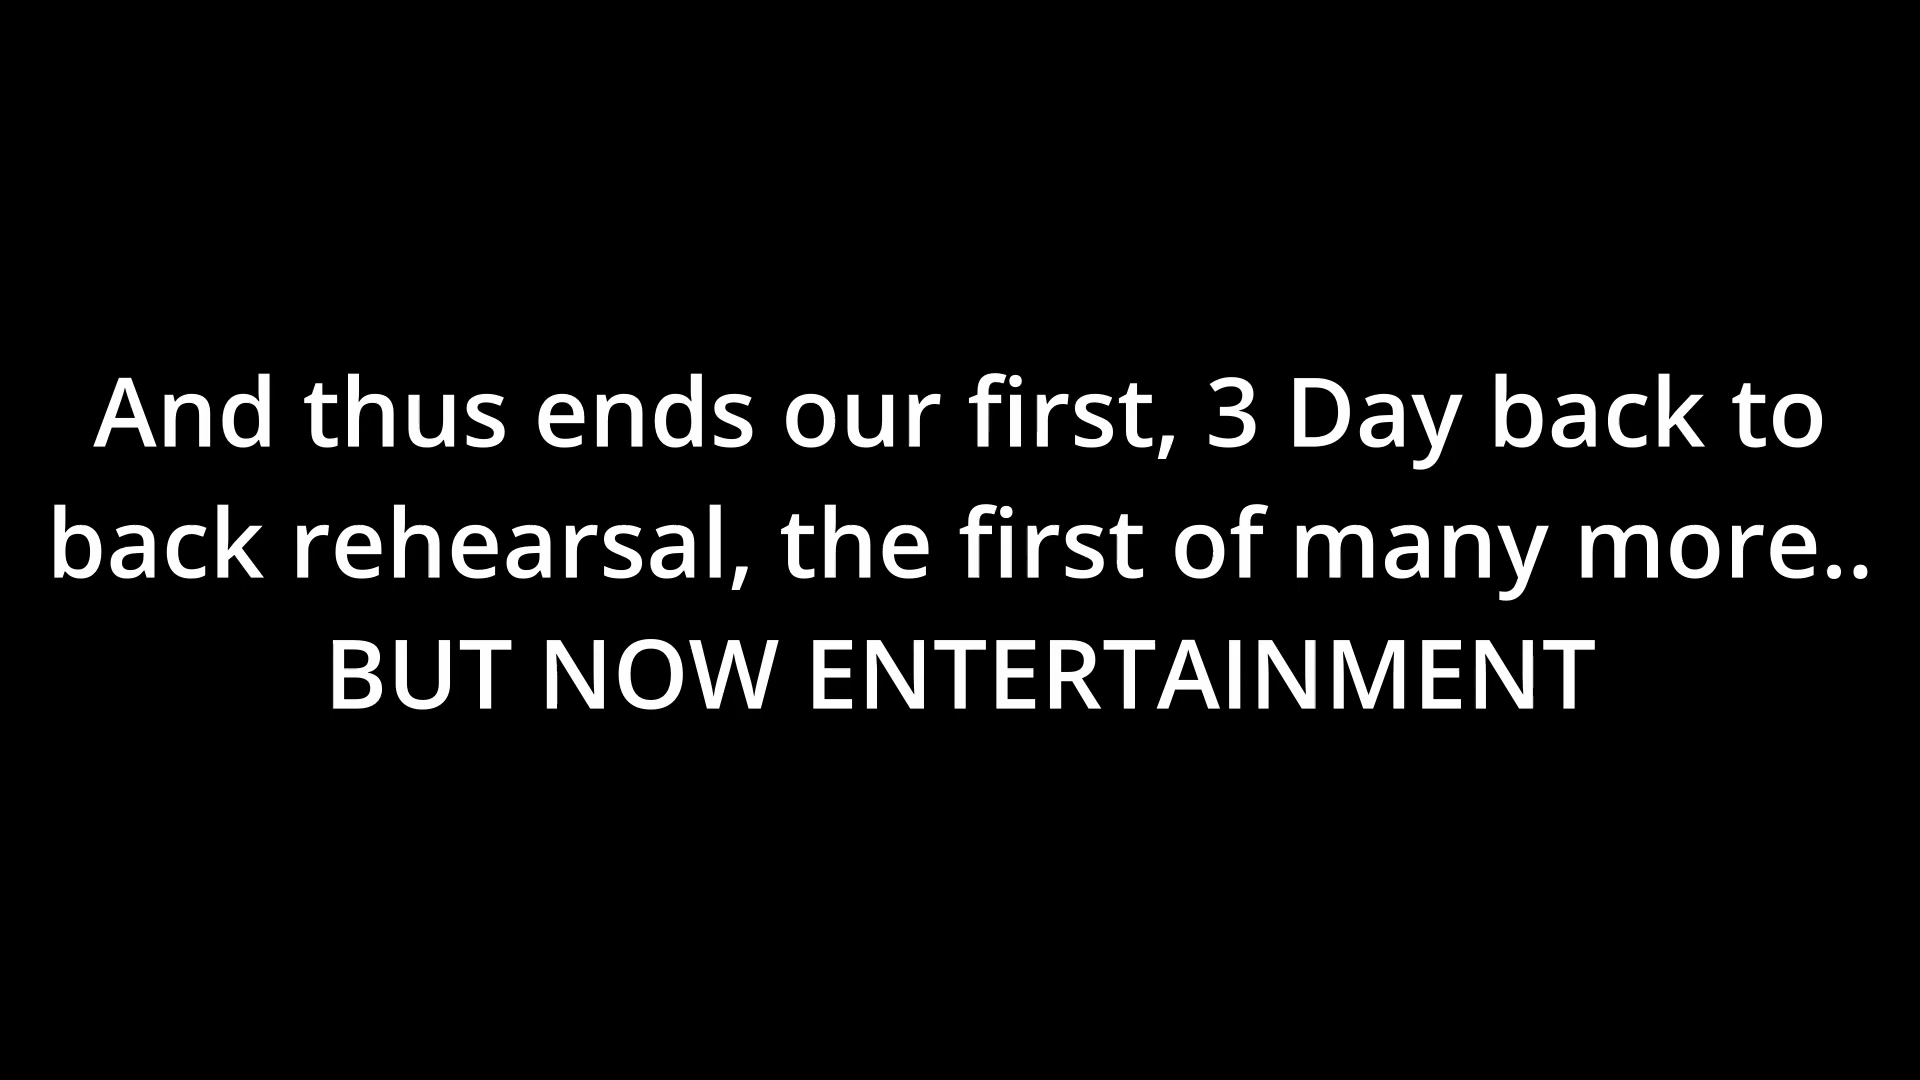 And thus ends our first, 3 Day back to
back rehearsal, the first of many more..
BUT NOW ENTERTAINMENT